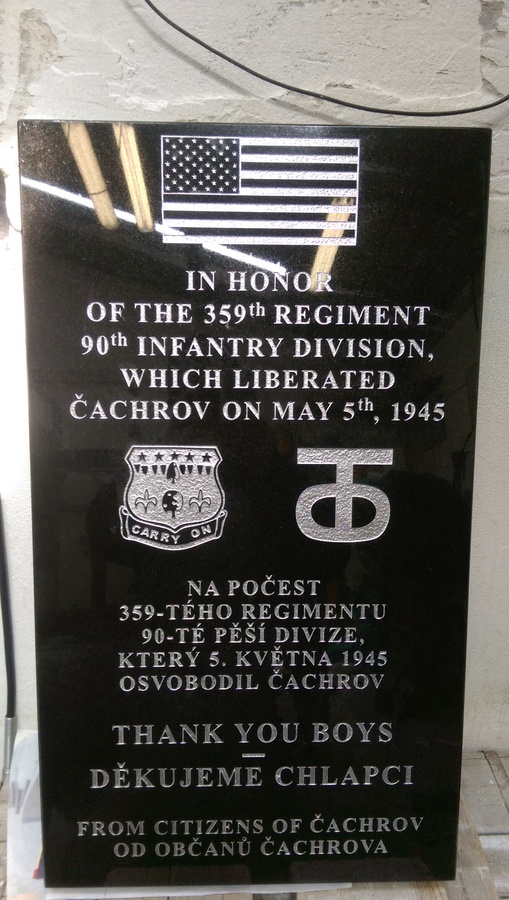 IN HONOR
OF THE 359th REGIMENT
90th INFANTRY DIVISION,
WHICH LIBERATED
ČACHROV ON MAY 5th, 1945
CARRY ON
NA POČEST
359-TÉHO REGIMENTU
90-TÉ PĚŠÍ DIVIZE,
KTERÝ 5. KVĚTNA 1945
OSVOBODIL ČACHROV
THANK YOU BOYS
—
DĚKUJEME CHLAPCI
FROM CITIZENS OF ČACHROV
OD OBČANŮ ČACHROVA